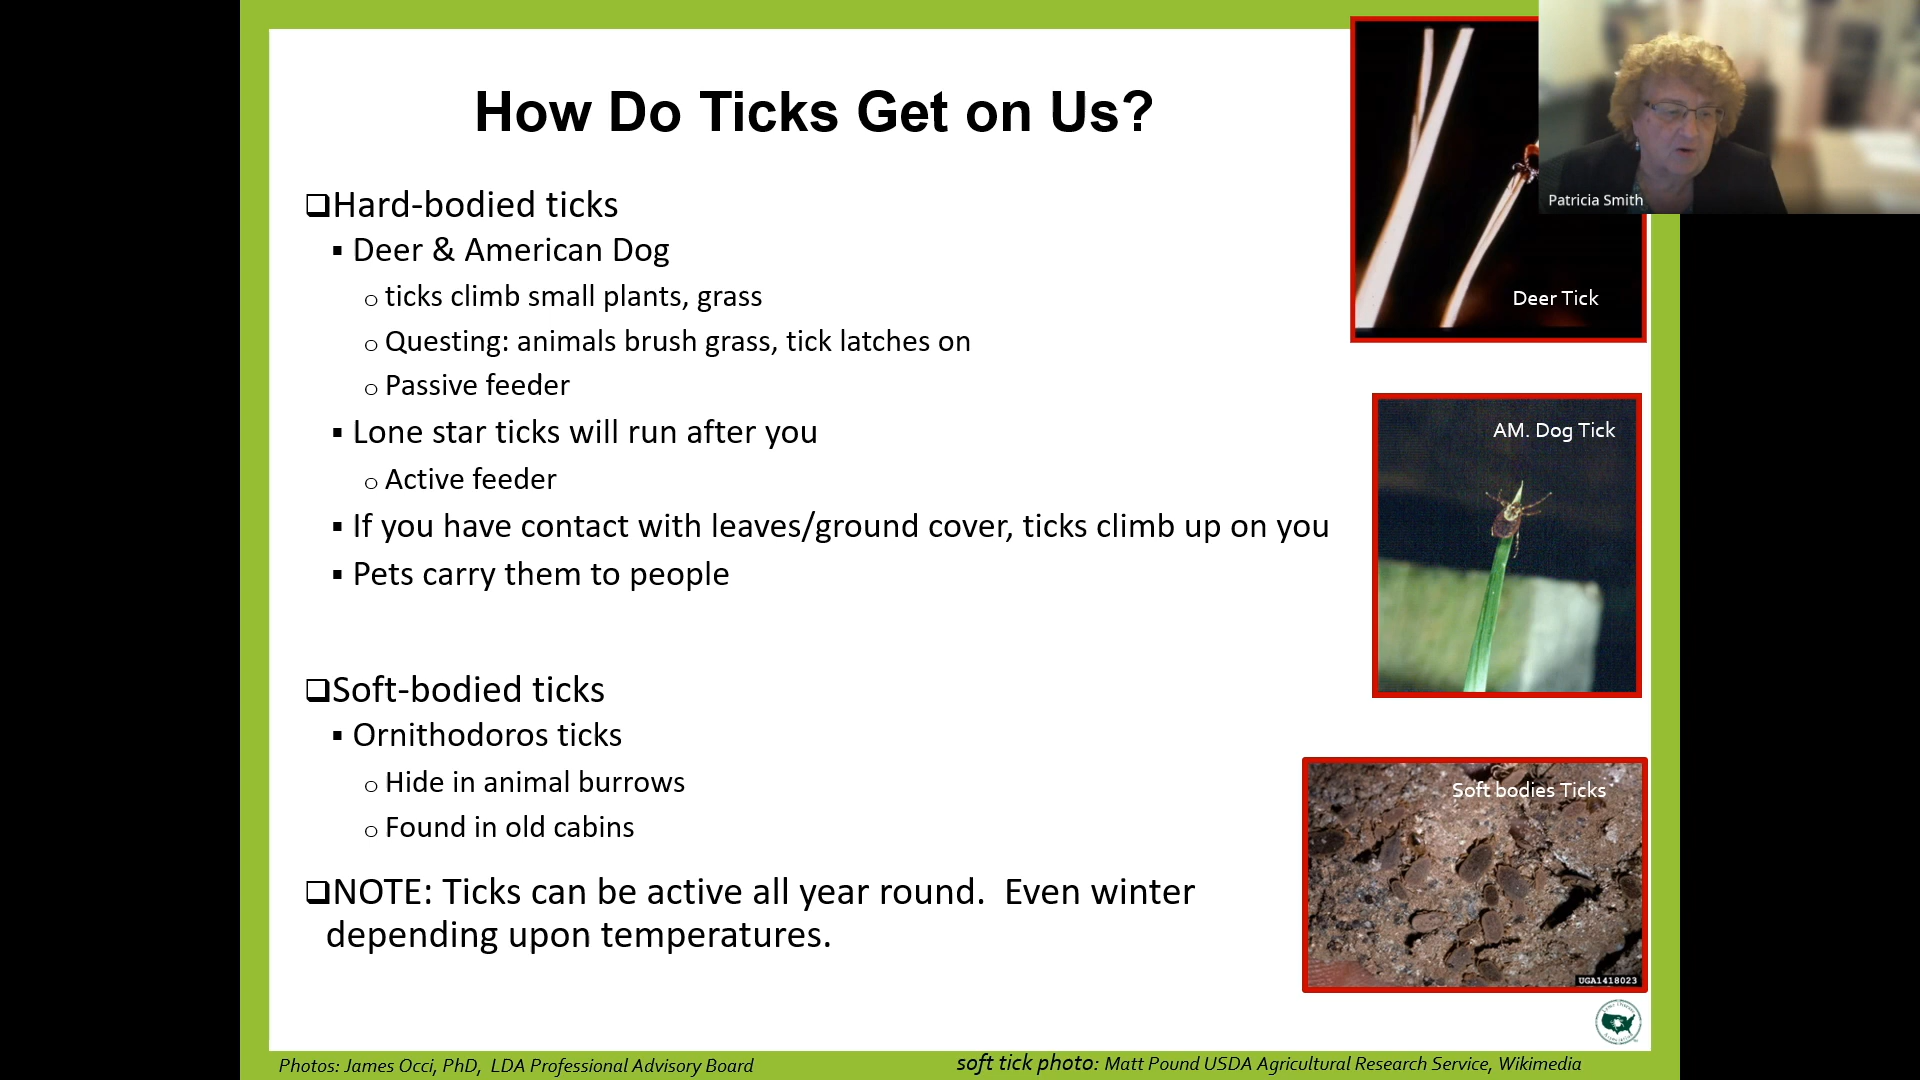 How Do Ticks Get on Us?
Patricia Smith
❑Hard-bodied ticks
▪ Deer & American Dog
o ticks climb small plants, grass
o Questing: animals brush grass, tick latches on
o Passive feeder
▪ Lone star ticks will run after you
o Active feeder
▪ If you have contact with leaves/ground cover, ticks climb up on you
▪ Pets carry them to people
Deer Tick
AM. Dog Tick
❑Soft-bodied ticks
▪ Ornithodoros ticks
o Hide in animal burrows
o Found in old cabins
❑NOTE: Ticks can be active all year round. Even winter
depending upon temperatures.
Soft bodies Ticks
UGA1418023
Photos: James Occi, PhD, LDA Professional Advisory Board
soft tick photo: Matt Pound USDA Agricultural Research Service, Wikimedia